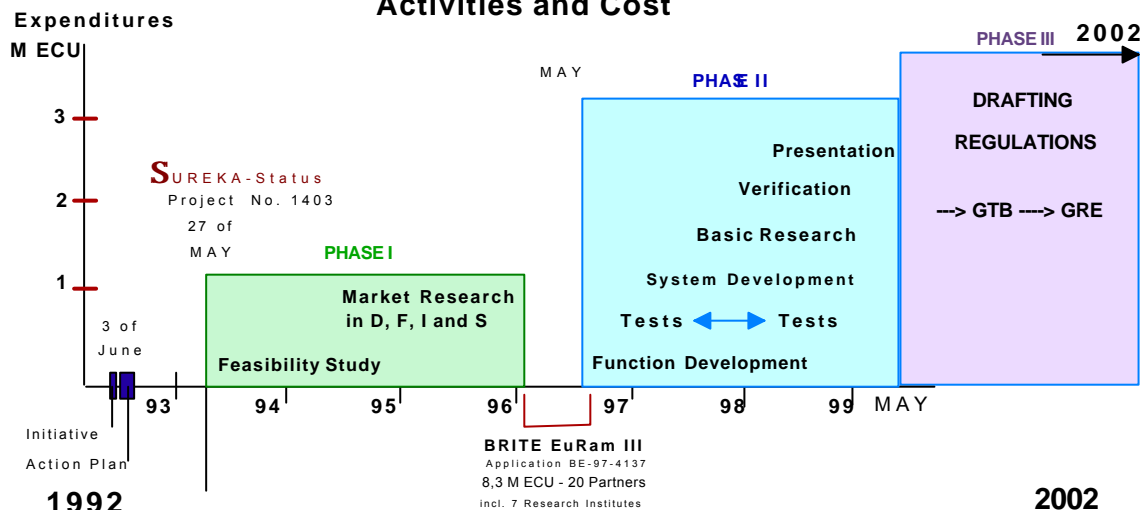 Activities and Cost
Expenditures
M ECU
3
2
1
SUREKA-Status
Project No. 1403
27 of
MAY
3 of
June
PHASE I
Market Research
in D, F, I and S
Feasibility Study
MAY
PHASE II
Presentation
Verification
Basic Research
System Development
Tests Tests
Function Development
PHASE III
2002
DRAFTING
REGULATIONS
---> GTB ----> GRE
93 94 95 96 97 98 99 MAY
Initiative
Action Plan
1992
BRITE EuRam III
Application BE-97-4137
8,3 M ECU - 20 Partners
incl. 7 Research Institutes
2002